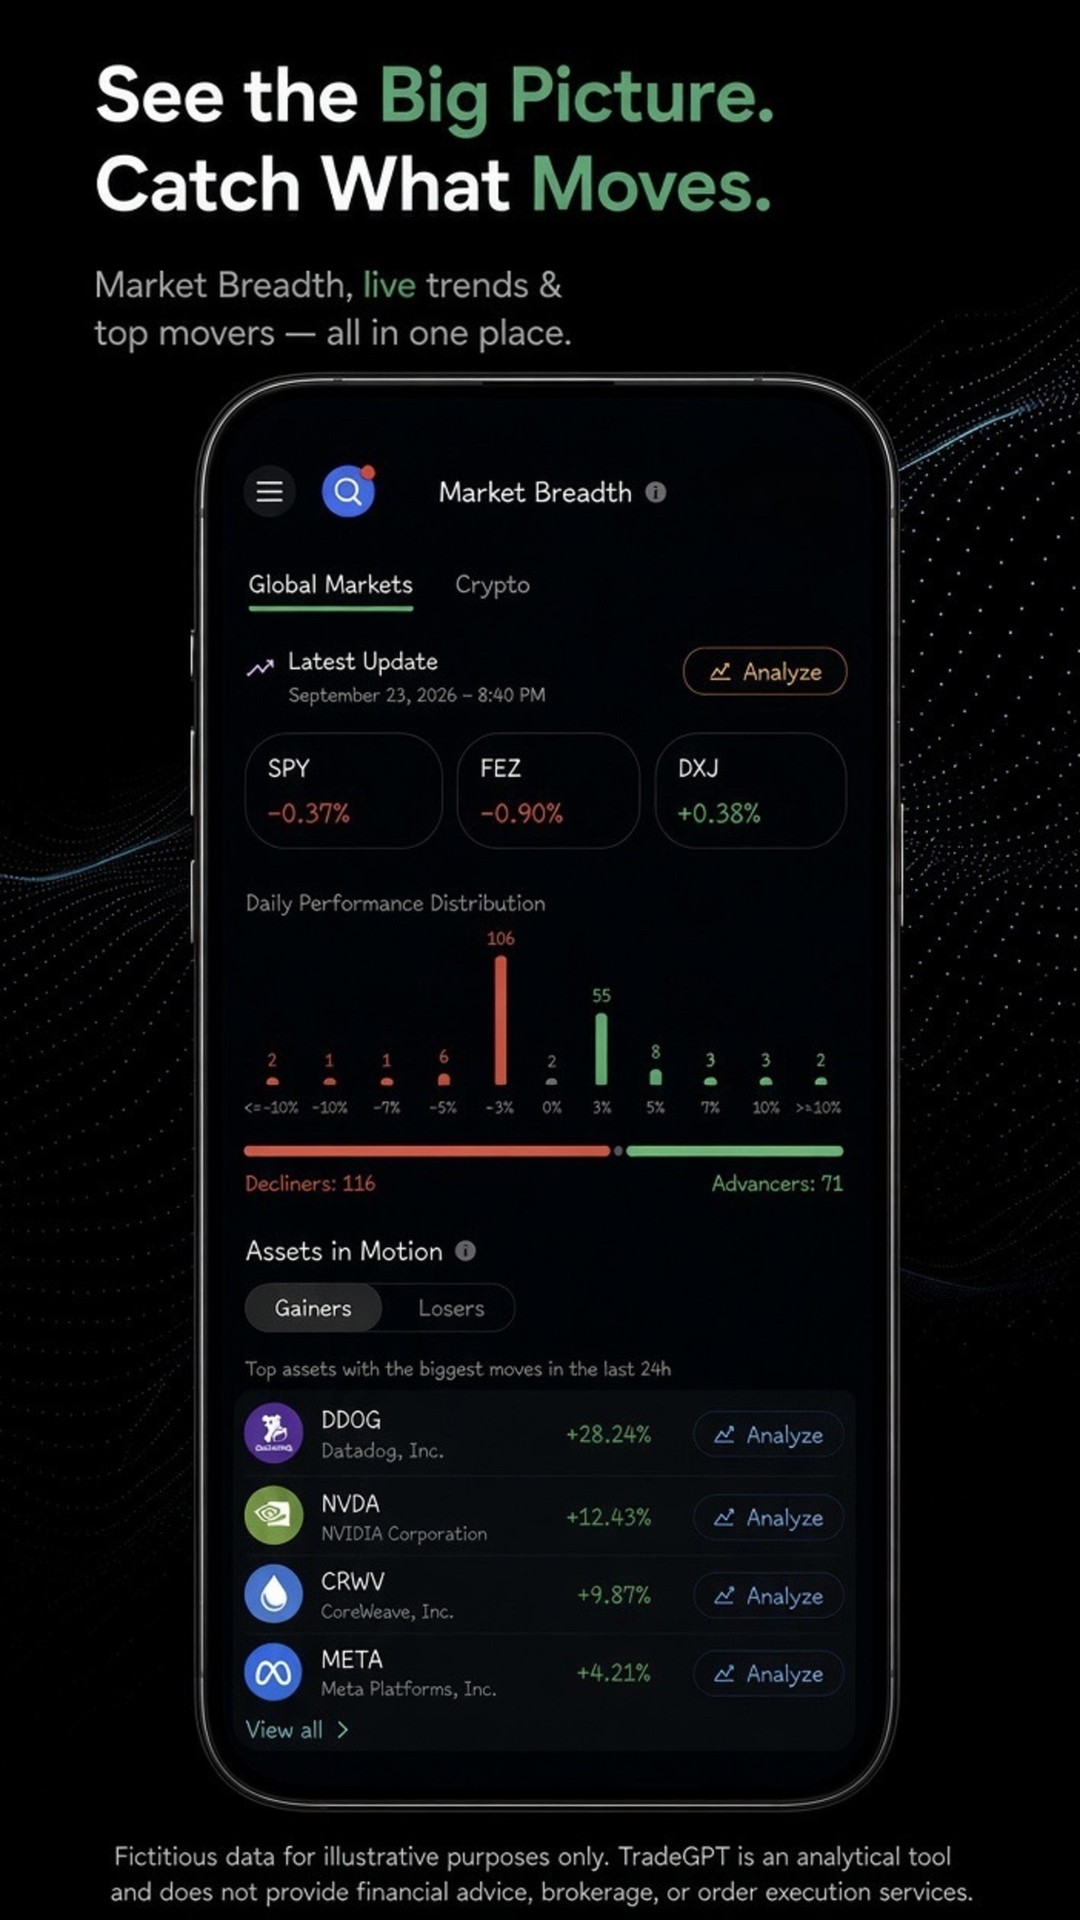 See the Big Picture.
Catch What Moves.
Market Breadth, live trends &
top movers — all in one place.
Market Breadth i
Global Markets Crypto
Latest Update
September 23, 2026 – 8:40 PM
Analyze
SPY FEZ DXJ
−0.37% −0.90% +0.38%
Daily Performance Distribution
2 1 1 6 106 2 55 8 3 3 2
<=-10% -10% -7% -5% -3% 0% 3% 5% 7% 10% >=10%
Decliners: 116 Advancers: 71
Assets in Motion i
Gainers Losers
Top assets with the biggest moves in the last 24h
DDOG
Datadog, Inc.
+28.24% Analyze
NVDA
NVIDIA Corporation
+12.43% Analyze
CRWV
CoreWeave, Inc.
+9.87% Analyze
META
Meta Platforms, Inc.
+4.21% Analyze
View all >
Fictitious data for illustrative purposes only. TradeGPT is an analytical tool
and does not provide financial advice, brokerage, or order execution services.